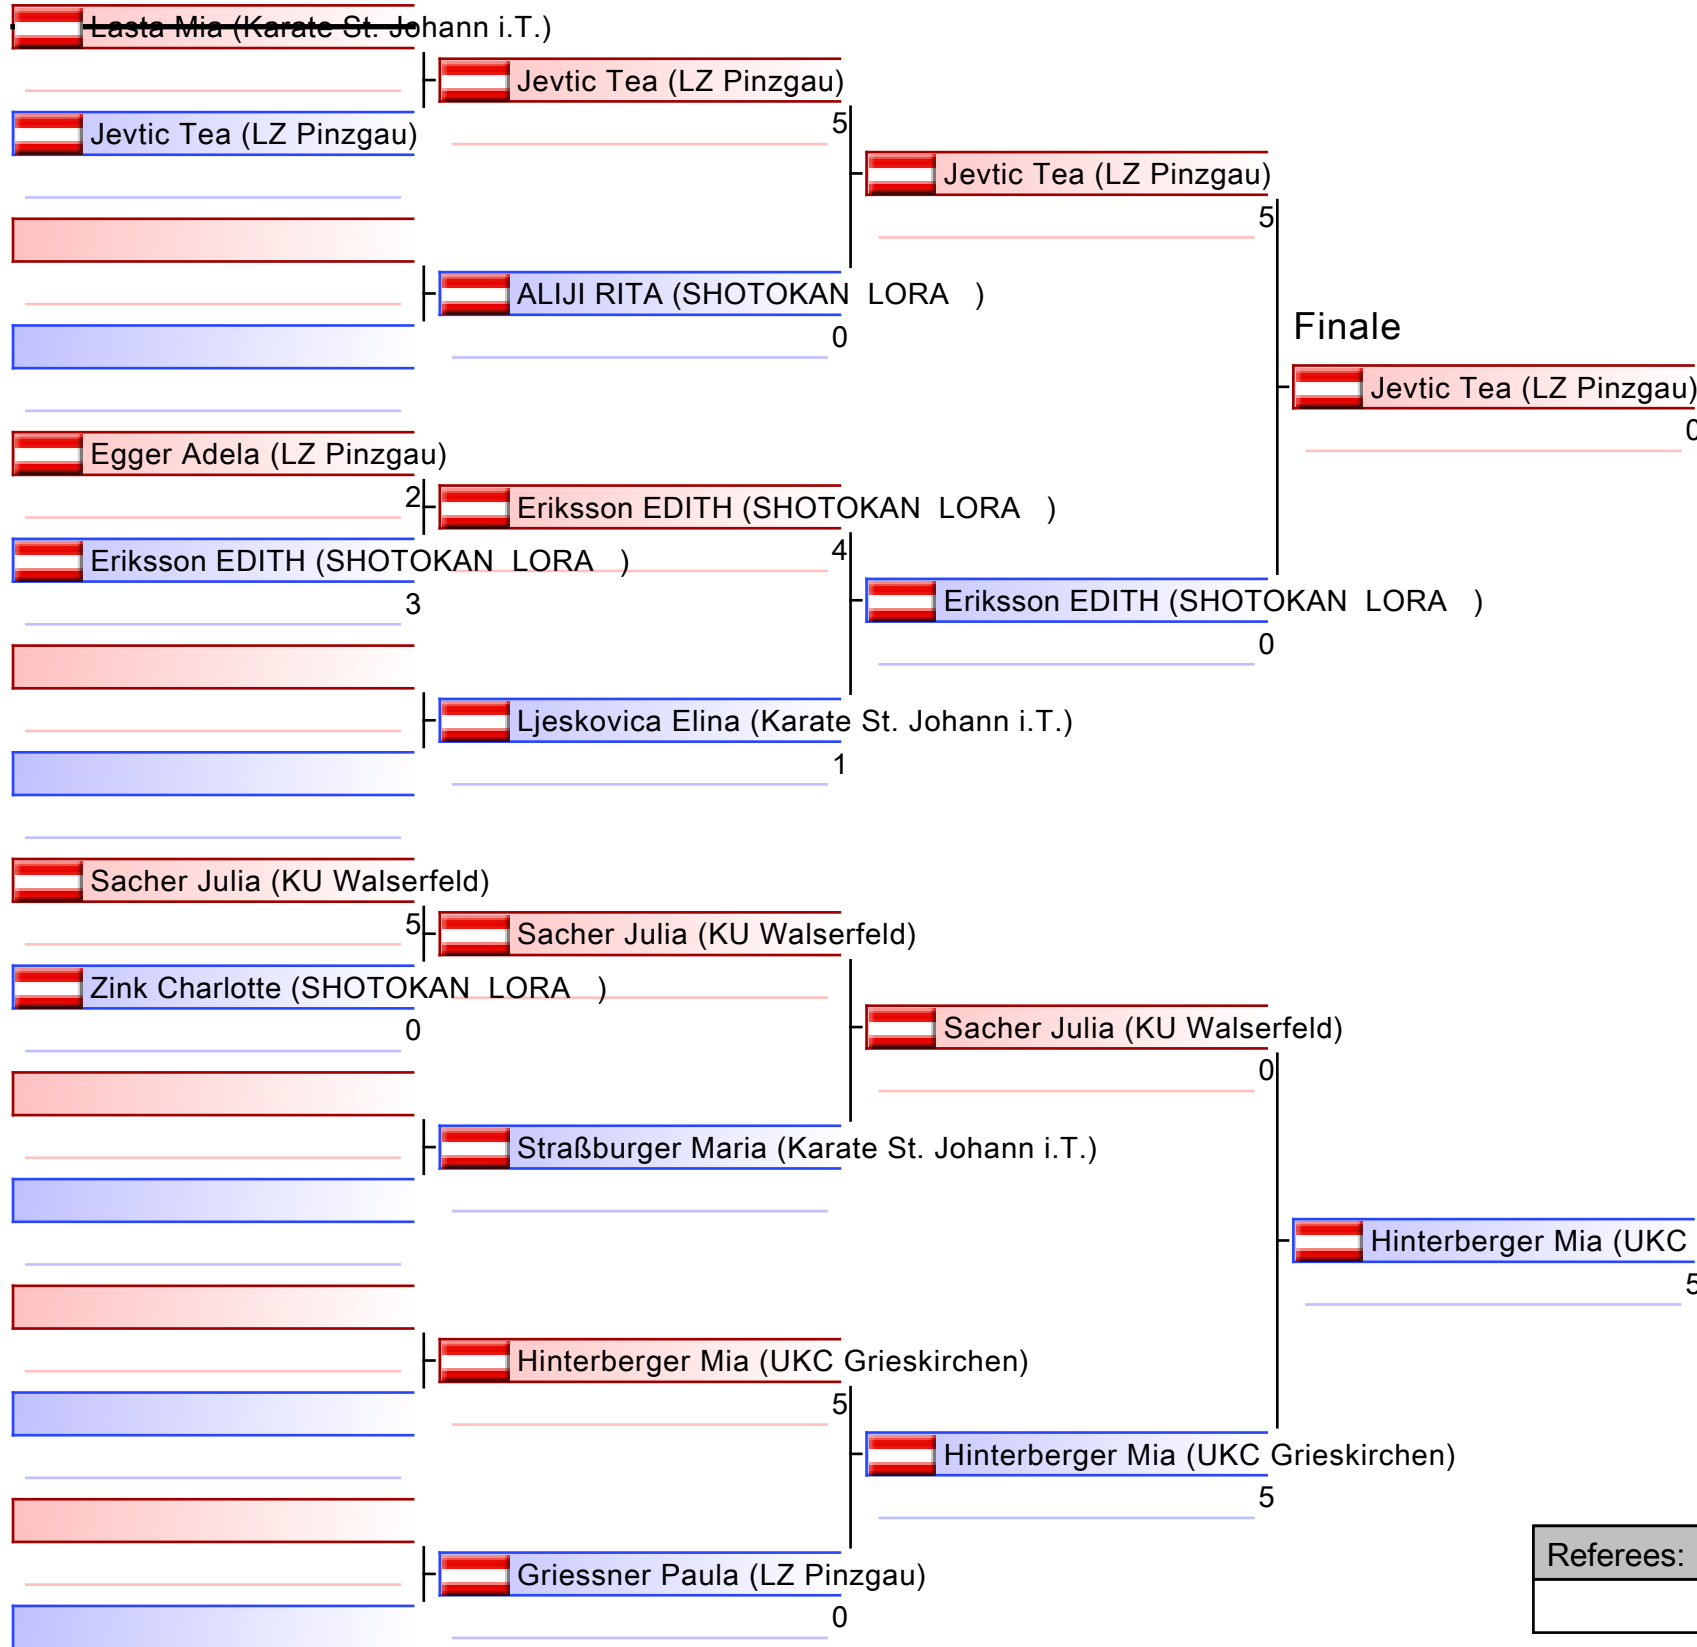 Lasta Mia (Karate St. Johann i.T.)
Jevtic Tea (LZ Pinzgau)
Jevtic Tea (LZ Pinzgau)
5
Jevtic Tea (LZ Pinzgau)
5
ALIJI RITA (SHOTOKAN LORA )
0
Finale
Jevtic Tea (LZ Pinzgau)
0
Egger Adela (LZ Pinzgau)
2
Eriksson EDITH (SHOTOKAN LORA )
4
Eriksson EDITH (SHOTOKAN LORA )
3
Eriksson EDITH (SHOTOKAN LORA )
0
Ljeskovica Elina (Karate St. Johann i.T.)
1
Sacher Julia (KU Walserfeld)
5
Sacher Julia (KU Walserfeld)
Zink Charlotte (SHOTOKAN LORA )
0
Sacher Julia (KU Walserfeld)
0
Straßburger Maria (Karate St. Johann i.T.)
Hinterberger Mia (UKC
5
Hinterberger Mia (UKC Grieskirchen)
5
Hinterberger Mia (UKC Grieskirchen)
5
Referees:
Griessner Paula (LZ Pinzgau)
0